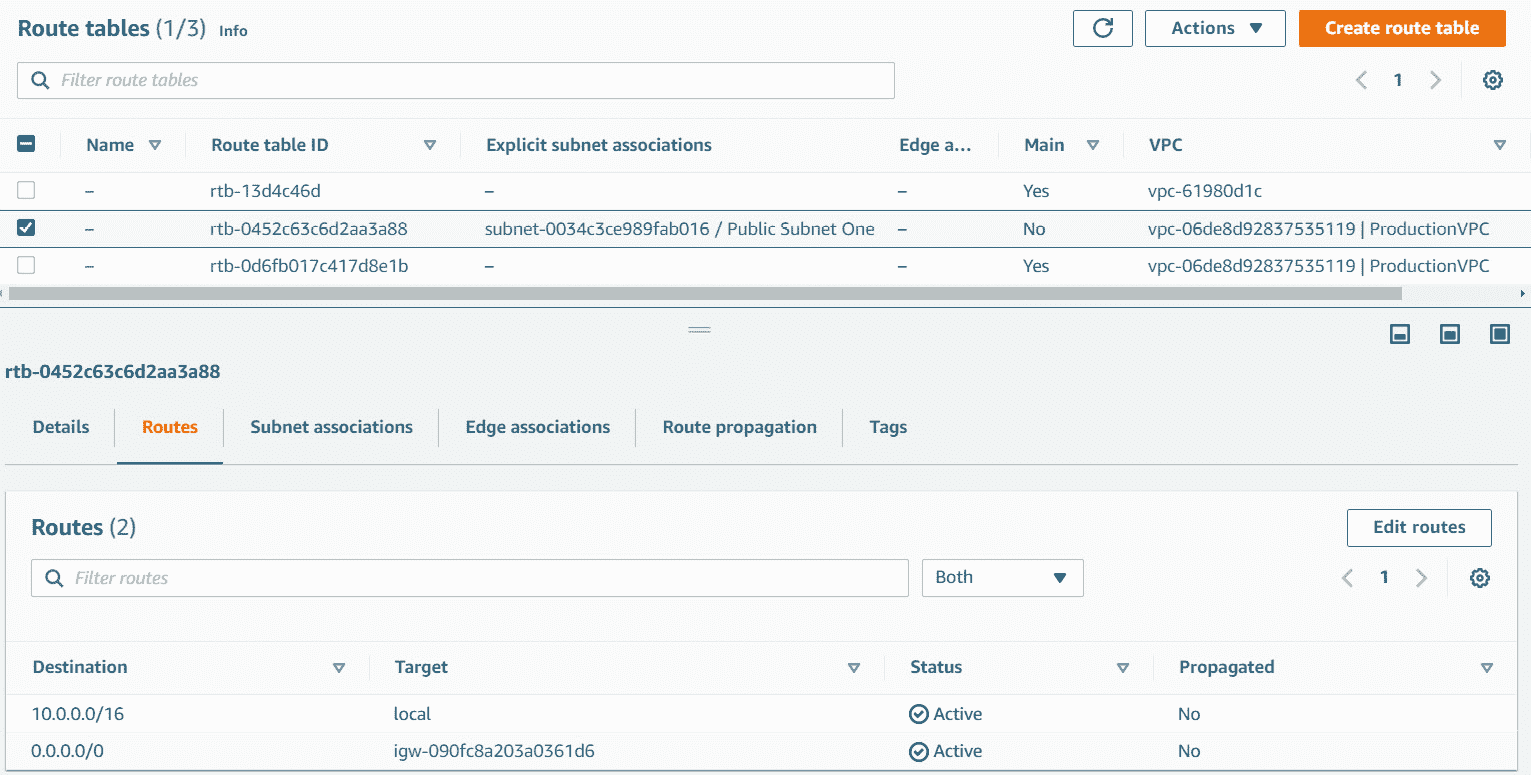 Route tables (1/3) Info Actions Create route table
Filter route tables 1
Name Route table ID Explicit subnet associations Edge a... Main VPC
– rtb-13d4c46d – – Yes vpc-61980d1c
– rtb-0452c63c6d2aa3a88 subnet-0034c3ce989fab016 / Public Subnet One – No vpc-06de8d92837535119 | ProductionVPC
– rtb-0d6fb017c417d8e1b – – Yes vpc-06de8d92837535119 | ProductionVPC
rtb-0452c63c6d2aa3a88
Details Routes Subnet associations Edge associations Route propagation Tags
Routes (2) Edit routes
Filter routes Both 1
Destination Target Status Propagated
10.0.0.0/16 local Active No
0.0.0.0/0 igw-090fc8a203a0361d6 Active No